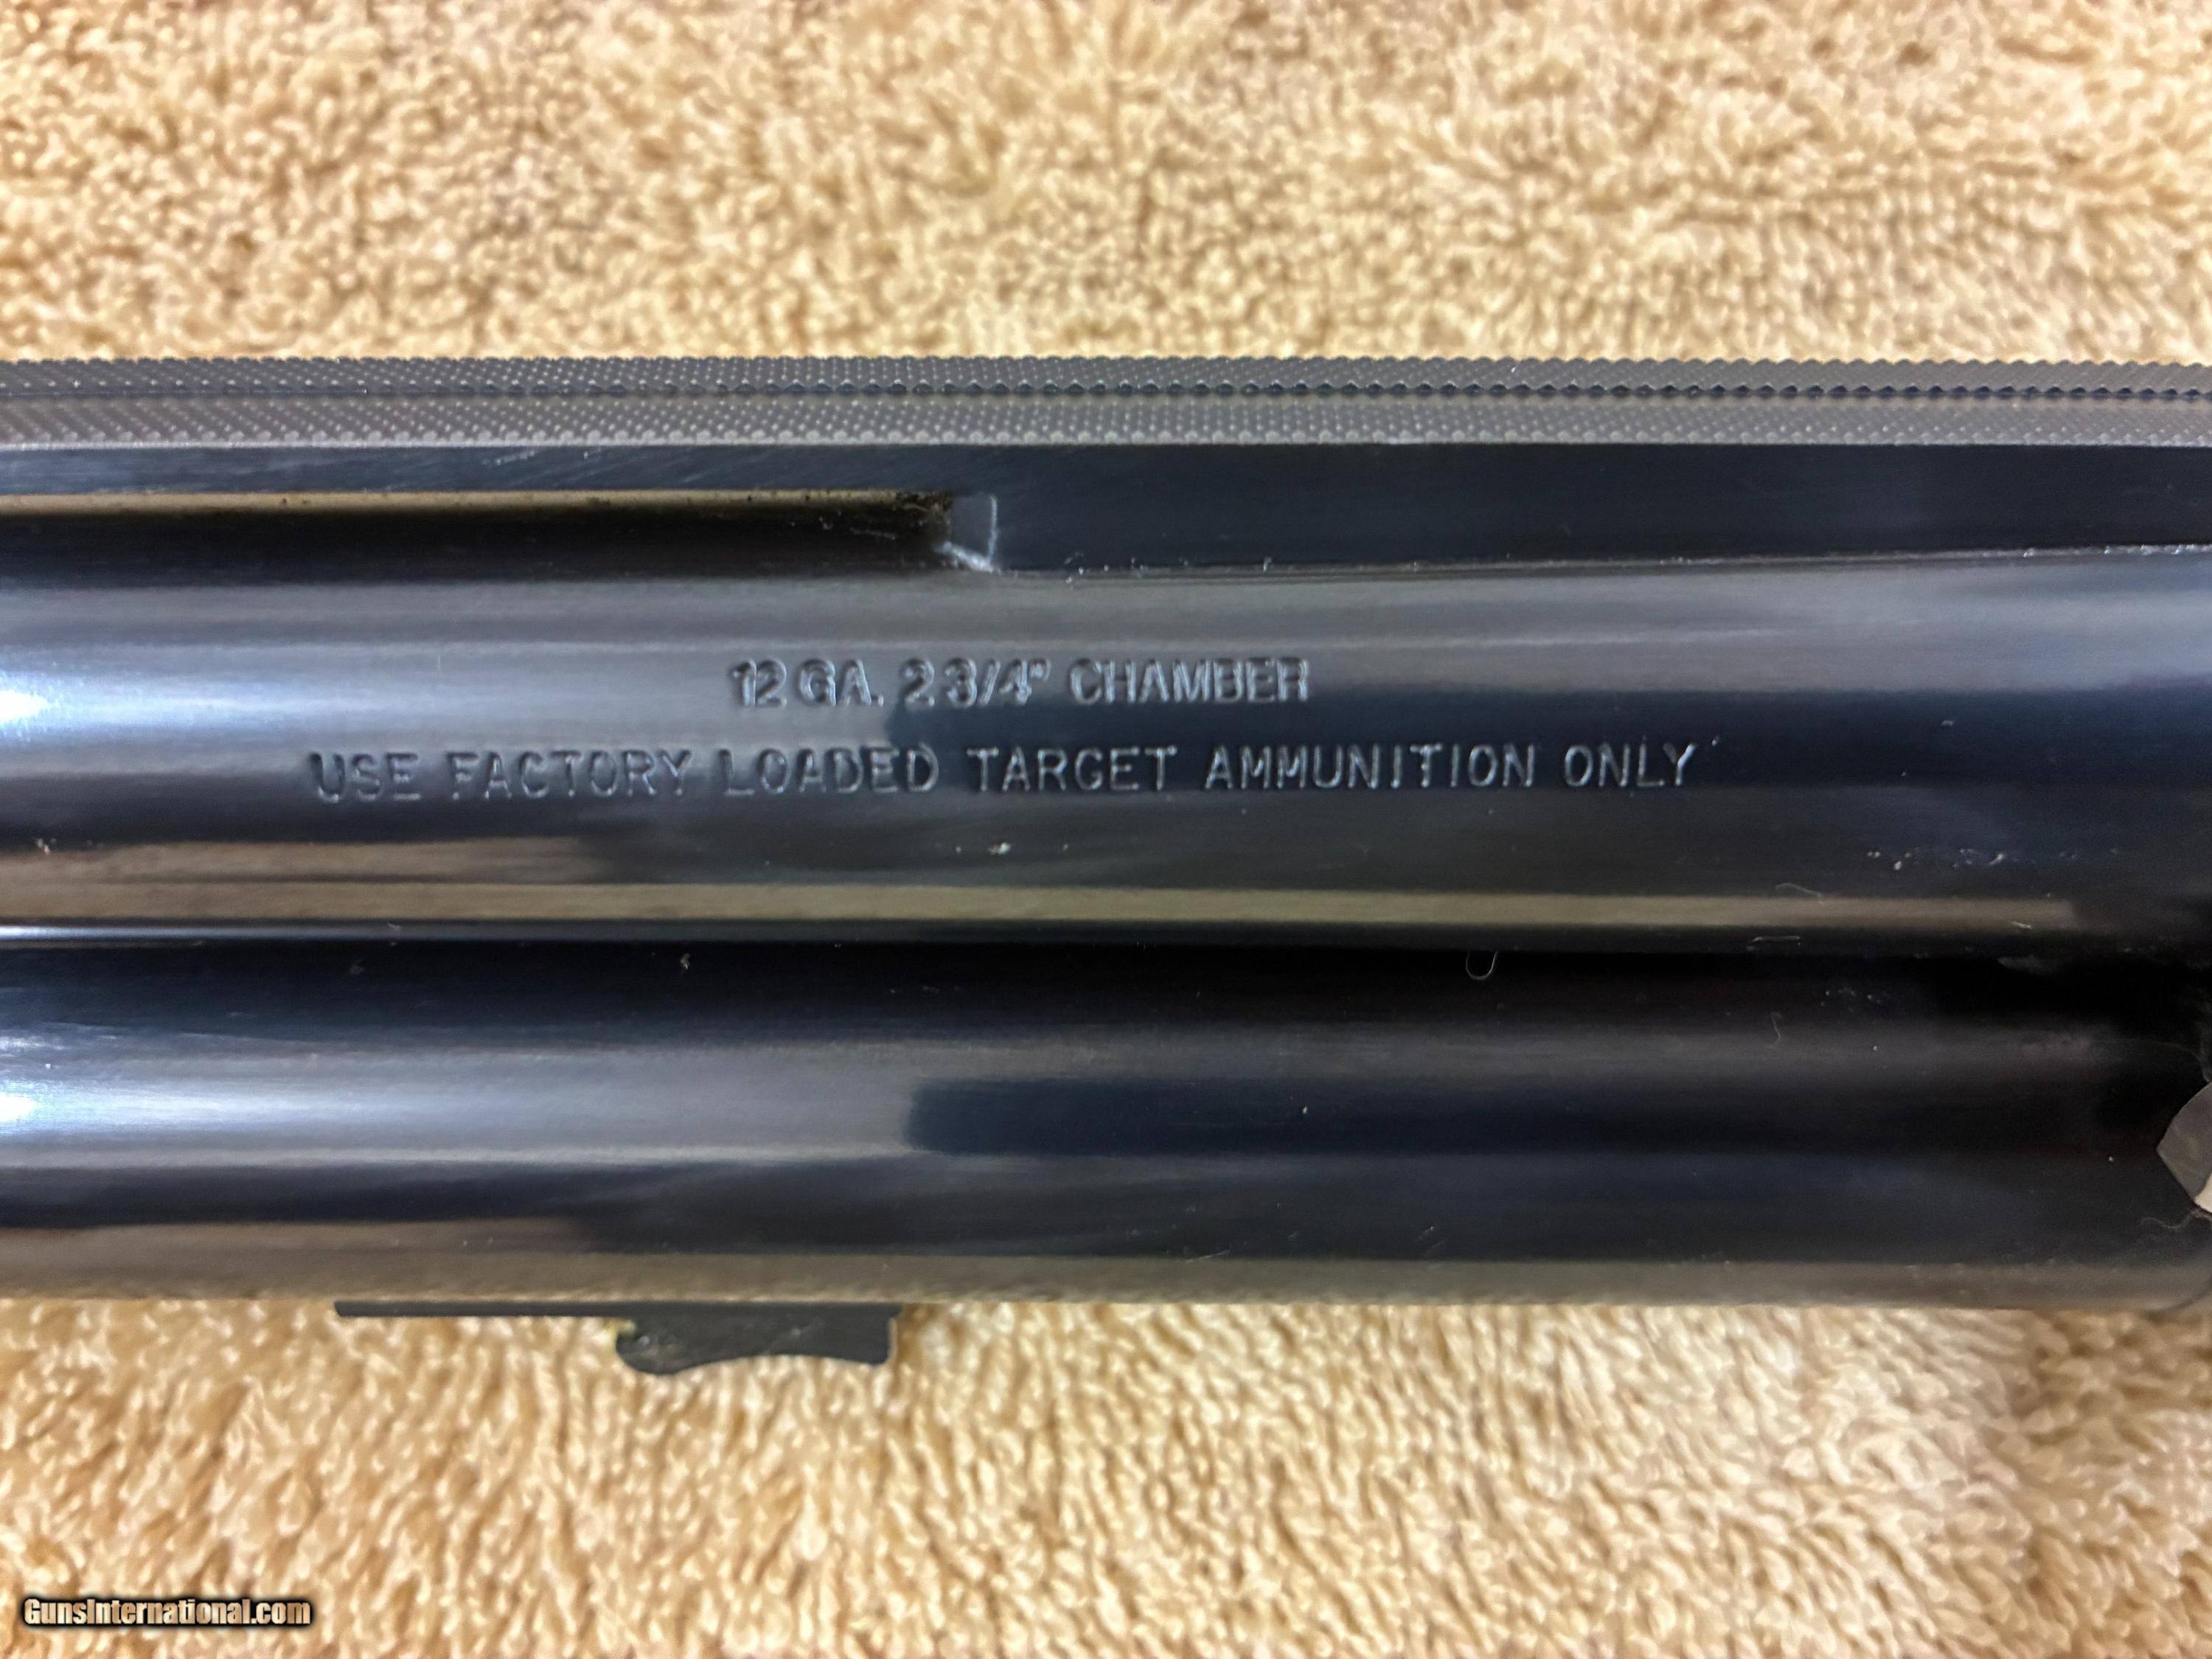 12 GA. 2 3/4" CHAMBER
USE FACTORY LOADED TARGET AMMUNITION ONLY
GunsInternational.com